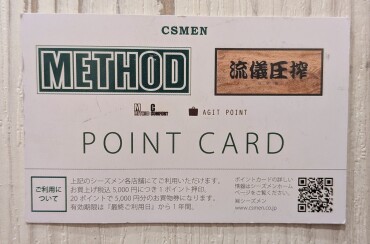 CSMEN
METHOD
流儀圧搾
AGIT POINT
POINT CARD
ご利用に
ついて
上記のシーズメン各店舗にてご利用いただけます。
お買上げ税込5,000円につき1ポイント押印、
20ポイントで5,000円分のお買物券になります。
有効期限は「最終ご利用日」から1年間。
ポイントカードの詳しい
情報はシーズメンホーム
ページをご覧ください。
㈱シーズメン
www.csmen.co.jp